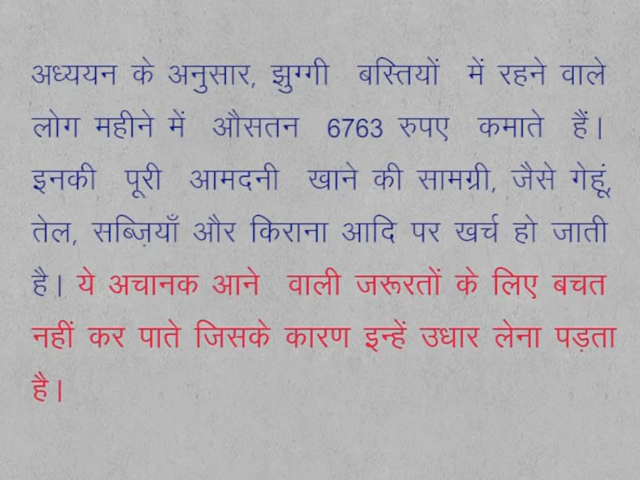 अध्ययन के अनुसार, झुग्गी बस्तियों में रहने वाले
लोग महीने में औसतन 6763 रुपए कमाते हैं।
इनकी पूरी आमदनी खाने की सामग्री, जैसे गेहूं,
तेल, सब्ज़ियाँ और किराना आदि पर खर्च हो जाती
है। ये अचानक आने वाली जरूरतों के लिए बचत
नहीं कर पाते जिसके कारण इन्हें उधार लेना पड़ता
है।